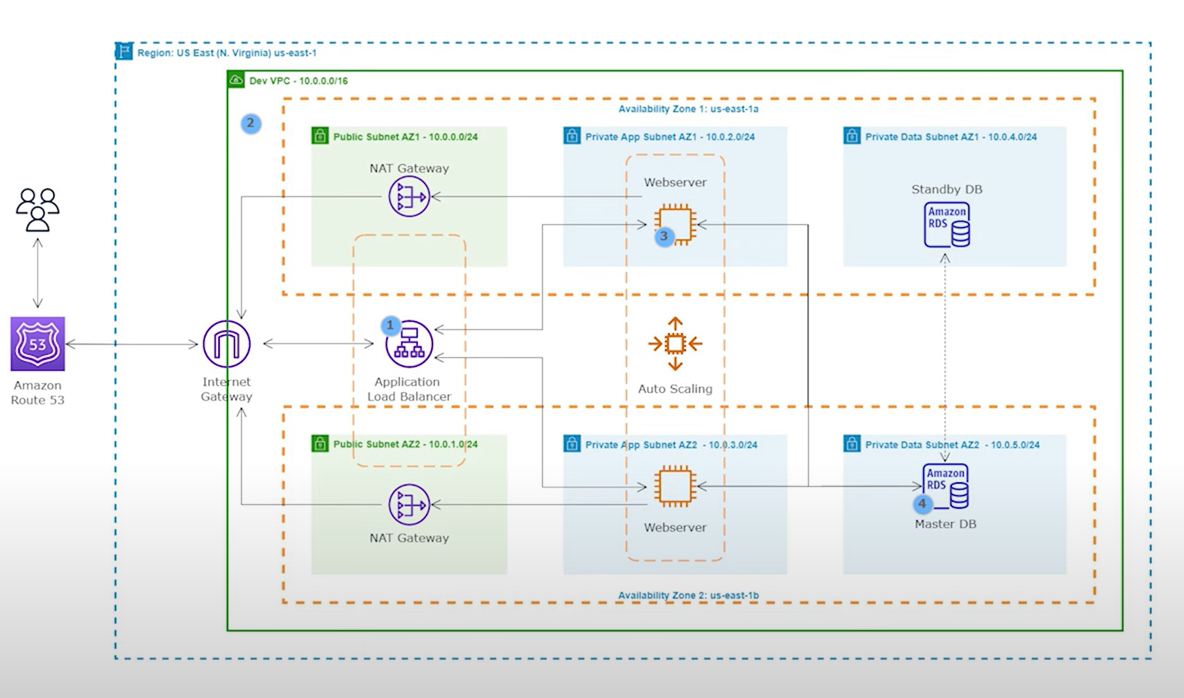 Region: US East (N. Virginia) us-east-1
Dev VPC - 10.0.0.0/16
2
Availability Zone 1: us-east-1a
Public Subnet AZ1 - 10.0.0.0/24
Private App Subnet AZ1 - 10.0.2.0/24
Private Data Subnet AZ1 - 10.0.4.0/24
NAT Gateway
Webserver
3
Standby DB
Amazon
RDS
53
Amazon
Route 53
Internet
Gateway
1
Application
Load Balancer
Auto Scaling
Public Subnet AZ2 - 10.0.1.0/24
Private App Subnet AZ2 - 10.0.3.0/24
Private Data Subnet AZ2 - 10.0.5.0/24
NAT Gateway
Webserver
Amazon
RDS
4
Master DB
Availability Zone 2: us-east-1b